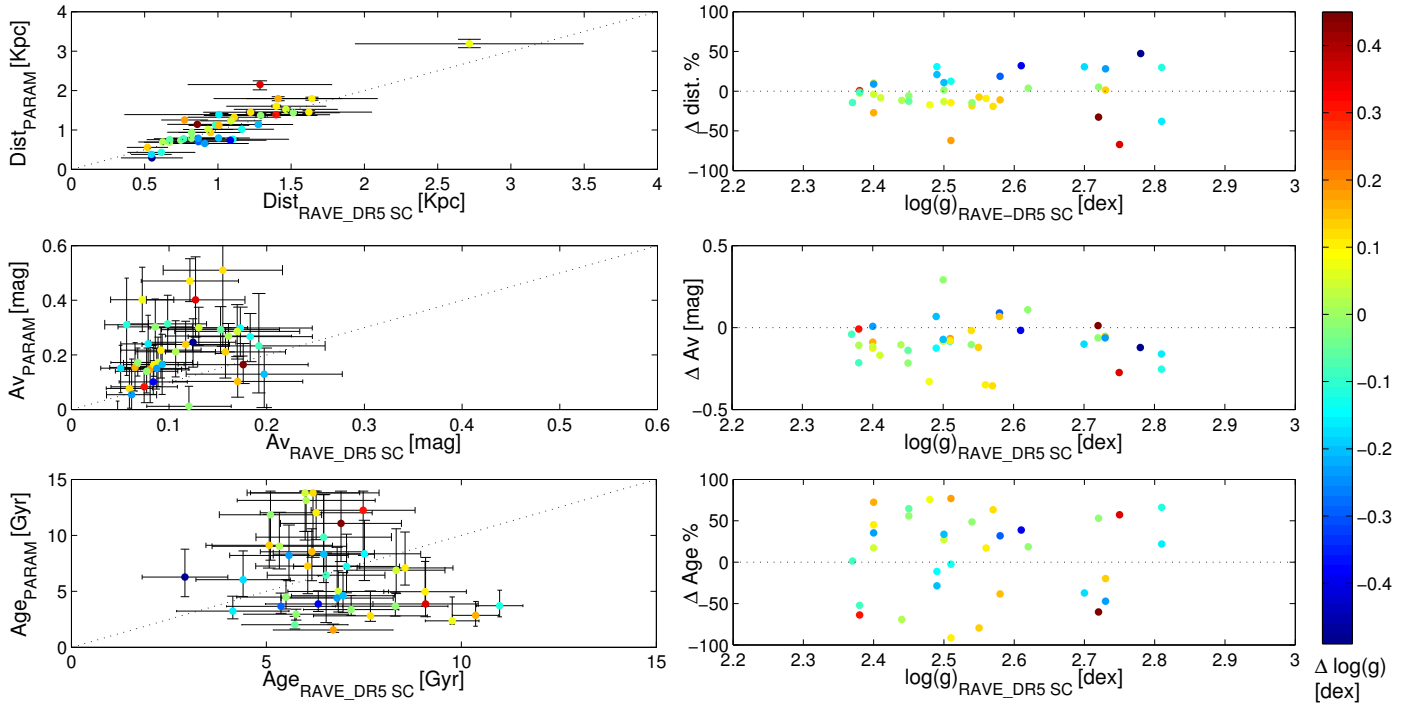 4
3
2
1
0
Dist_PARAM [Kpc]
0 0.5 1 1.5 2 2.5 3 3.5 4
Dist_RAVE_DR5 SC [Kpc]
100
50
0
−50
−100
Δ dist. %
2.2 2.3 2.4 2.5 2.6 2.7 2.8 2.9 3
log(g)_RAVE−DR5 SC [dex]
0.6
0.4
0.2
0
Av_PARAM [mag]
0 0.1 0.2 0.3 0.4 0.5 0.6
Av_RAVE_DR5 SC [mag]
0.5
0
−0.5
Δ Av [mag]
2.2 2.3 2.4 2.5 2.6 2.7 2.8 2.9 3
log(g)_RAVE_DR5 SC [dex]
15
10
5
0
Age_PARAM [Gyr]
0 5 10 15
Age_RAVE_DR5 SC [Gyr]
100
50
0
−50
−100
Δ Age %
2.2 2.3 2.4 2.5 2.6 2.7 2.8 2.9 3
log(g)_RAVE_DR5 SC [dex]
0.4
0.3
0.2
0.1
0
−0.1
−0.2
−0.3
−0.4
Δ log(g)
[dex]